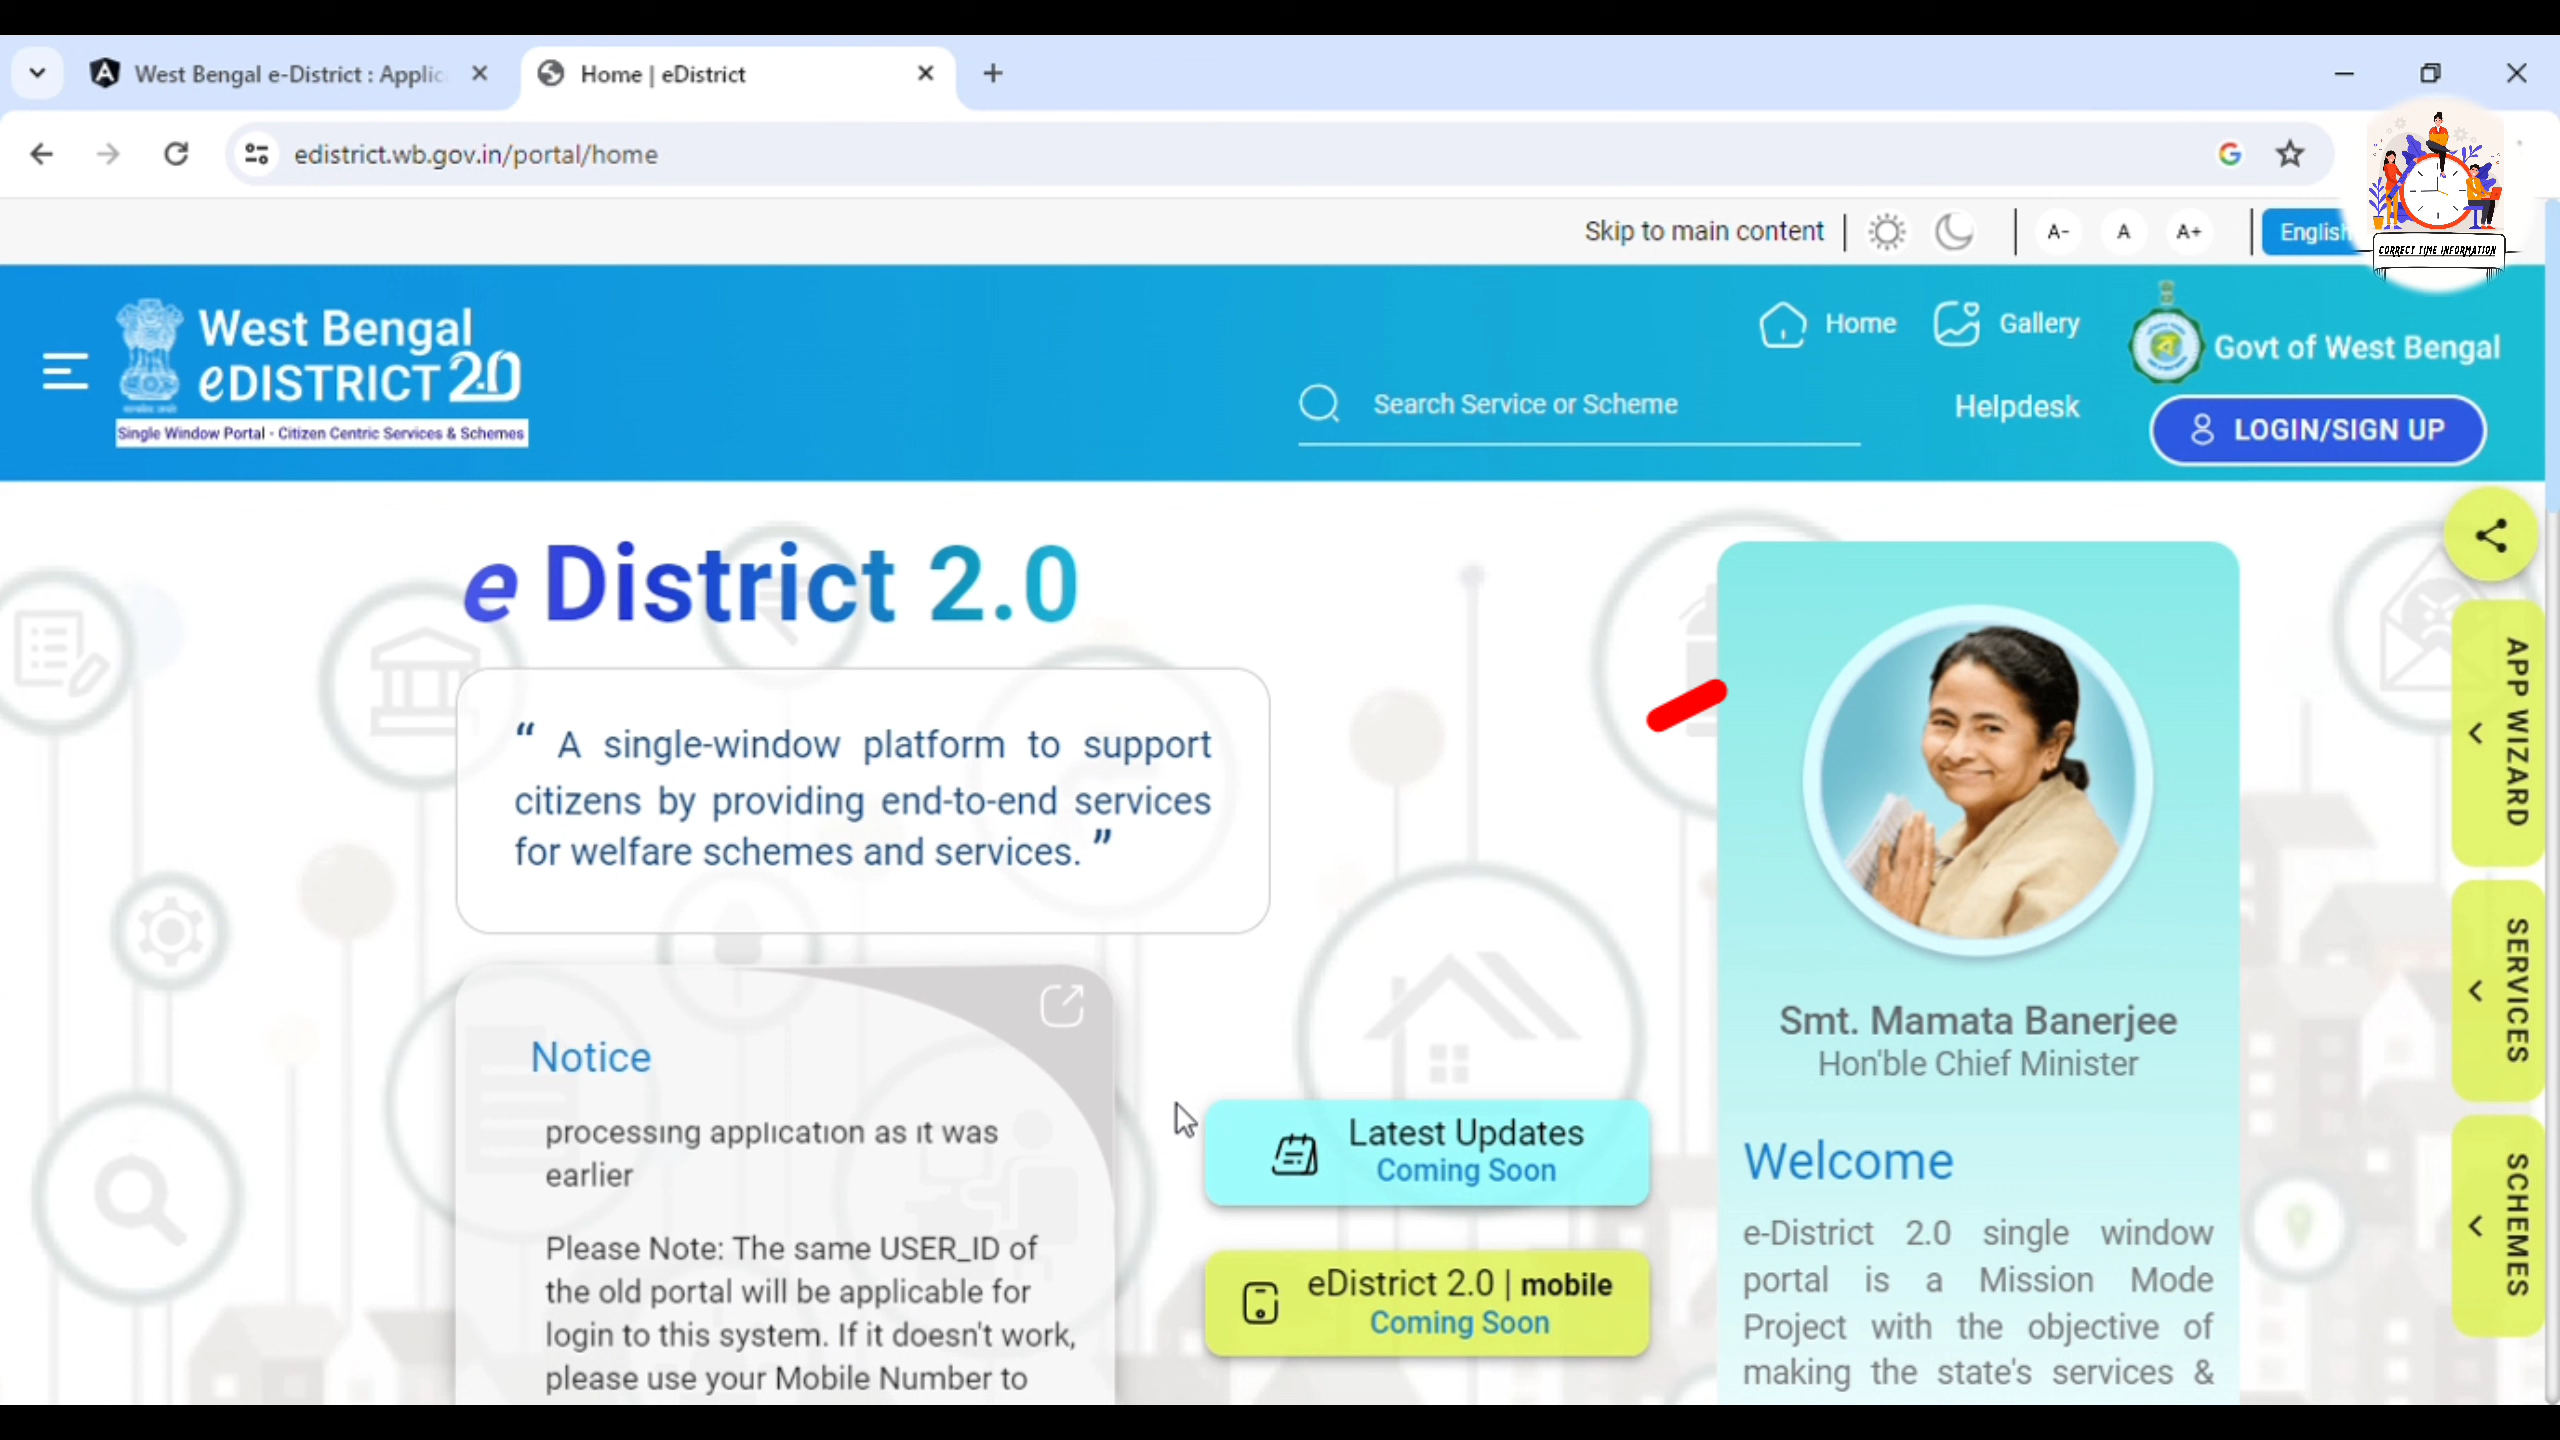 West Bengal e-District : Applic
Home | eDistrict
edistrict.wb.gov.in/portal/home
Skip to main content
A-
A
A+
English
CORRECT TIME INFORMATION
West Bengal
eDISTRICT 2.0
Single Window Portal - Citizen Centric Services & Schemes
Search Service or Scheme
Home
Gallery
Helpdesk
Govt of West Bengal
LOGIN/SIGN UP
e District 2.0
“ A single-window platform to support
citizens by providing end-to-end services
for welfare schemes and services. ”
Notice
processing application as it was
earlier
Please Note: The same USER_ID of
the old portal will be applicable for
login to this system. If it doesn't work,
please use your Mobile Number to
Latest Updates
Coming Soon
eDistrict 2.0 | mobile
Coming Soon
Smt. Mamata Banerjee
Hon'ble Chief Minister
Welcome
e-District 2.0 single window
portal is a Mission Mode
Project with the objective of
making the state's services &
APP WIZARD
SERVICES
SCHEMES